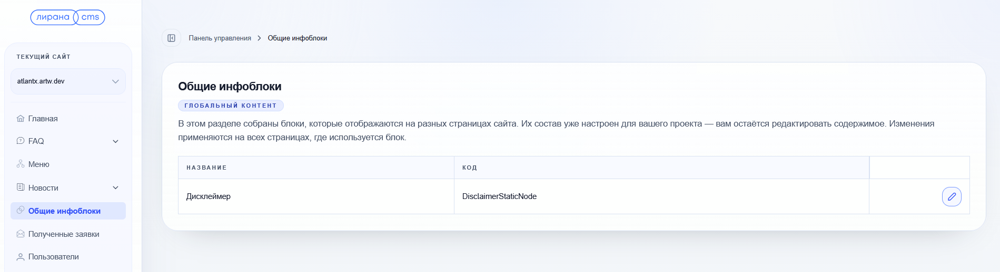 лирана cms
ТЕКУЩИЙ САЙТ
atlantx.artw.dev
Главная
FAQ
Меню
Новости
Общие инфоблоки
Полученные заявки
Пользователи
Панель управления > Общие инфоблоки
Общие инфоблоки
ГЛОБАЛЬНЫЙ КОНТЕНТ
В этом разделе собраны блоки, которые отображаются на разных страницах сайта. Их состав уже настроен для вашего проекта — вам остаётся редактировать содержимое. Изменения
применяются на всех страницах, где используется блок.
НАЗВАНИЕ КОД
Дисклеймер DisclaimerStaticNode